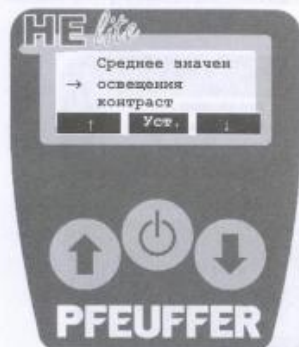 HE lite
Среднее значен
→ освещения
контраст
↑ Уст. ↓
PFEUFFER